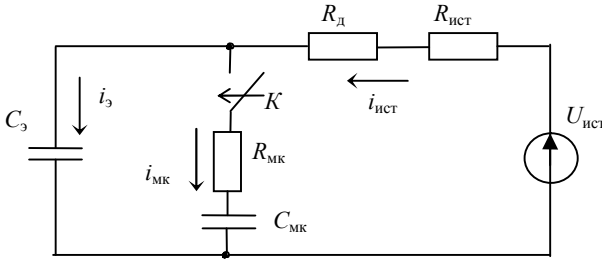 Rд
Rист
iэ
K
iист
Cэ
Uист
Rмк
iмк
Cмк